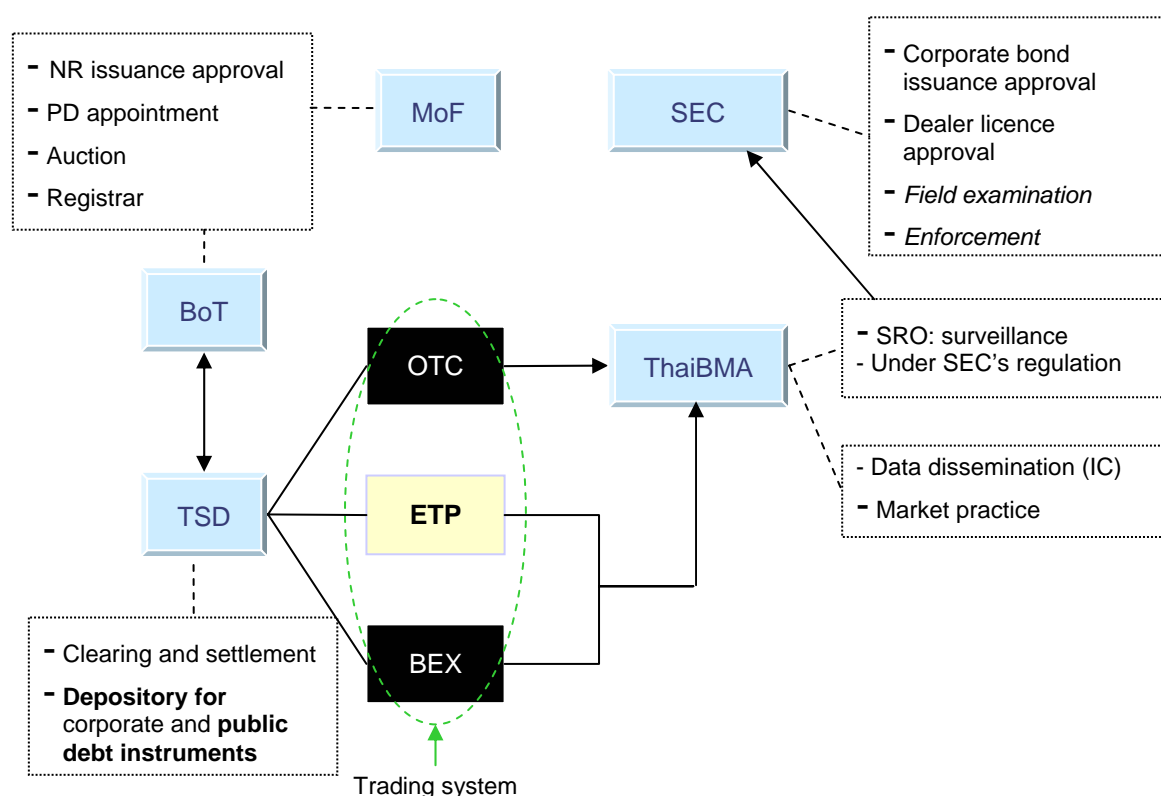 - NR issuance approval
- PD appointment
- Auction
- Registrar
MoF
SEC
- Corporate bond
issuance approval
- Dealer licence
approval
- Field examination
- Enforcement
BoT
OTC
ThaiBMA
- SRO: surveillance
- Under SEC's regulation
TSD
ETP
- Data dissemination (IC)
- Market practice
BEX
- Clearing and settlement
- Depository for
corporate and public
debt instruments
Trading system